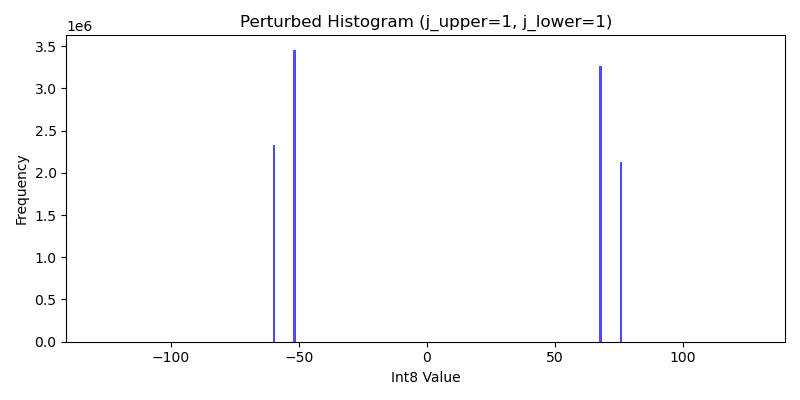 Perturbed Histogram (j_upper=1, j_lower=1)
1e6
3.5
3.0
2.5
2.0
1.5
1.0
0.5
0.0
Frequency
−100 −50 0 50 100
Int8 Value